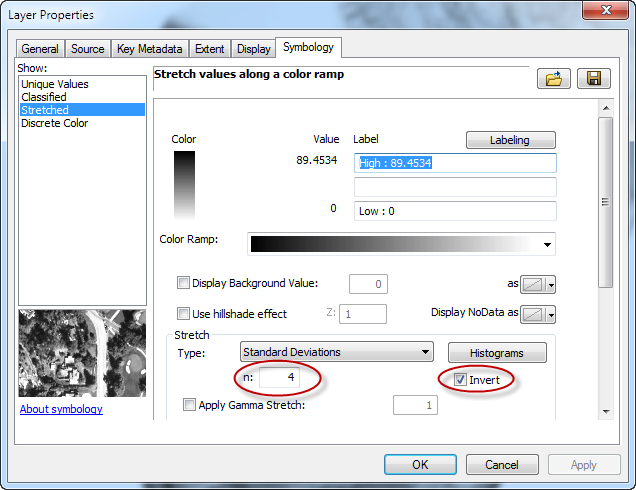 Layer Properties
General Source Key Metadata Extent Display Symbology
Show:
Unique Values
Classified
Stretched
Discrete Color
About symbology
Stretch values along a color ramp
Color Value Label Labeling
89.4534 High : 89.4534
0 Low : 0
Color Ramp:
Display Background Value: 0 as
Use hillshade effect Z: 1 Display NoData as
Stretch
Type: Standard Deviations Histograms
n: 4 Invert
Apply Gamma Stretch: 1
OK Cancel Apply